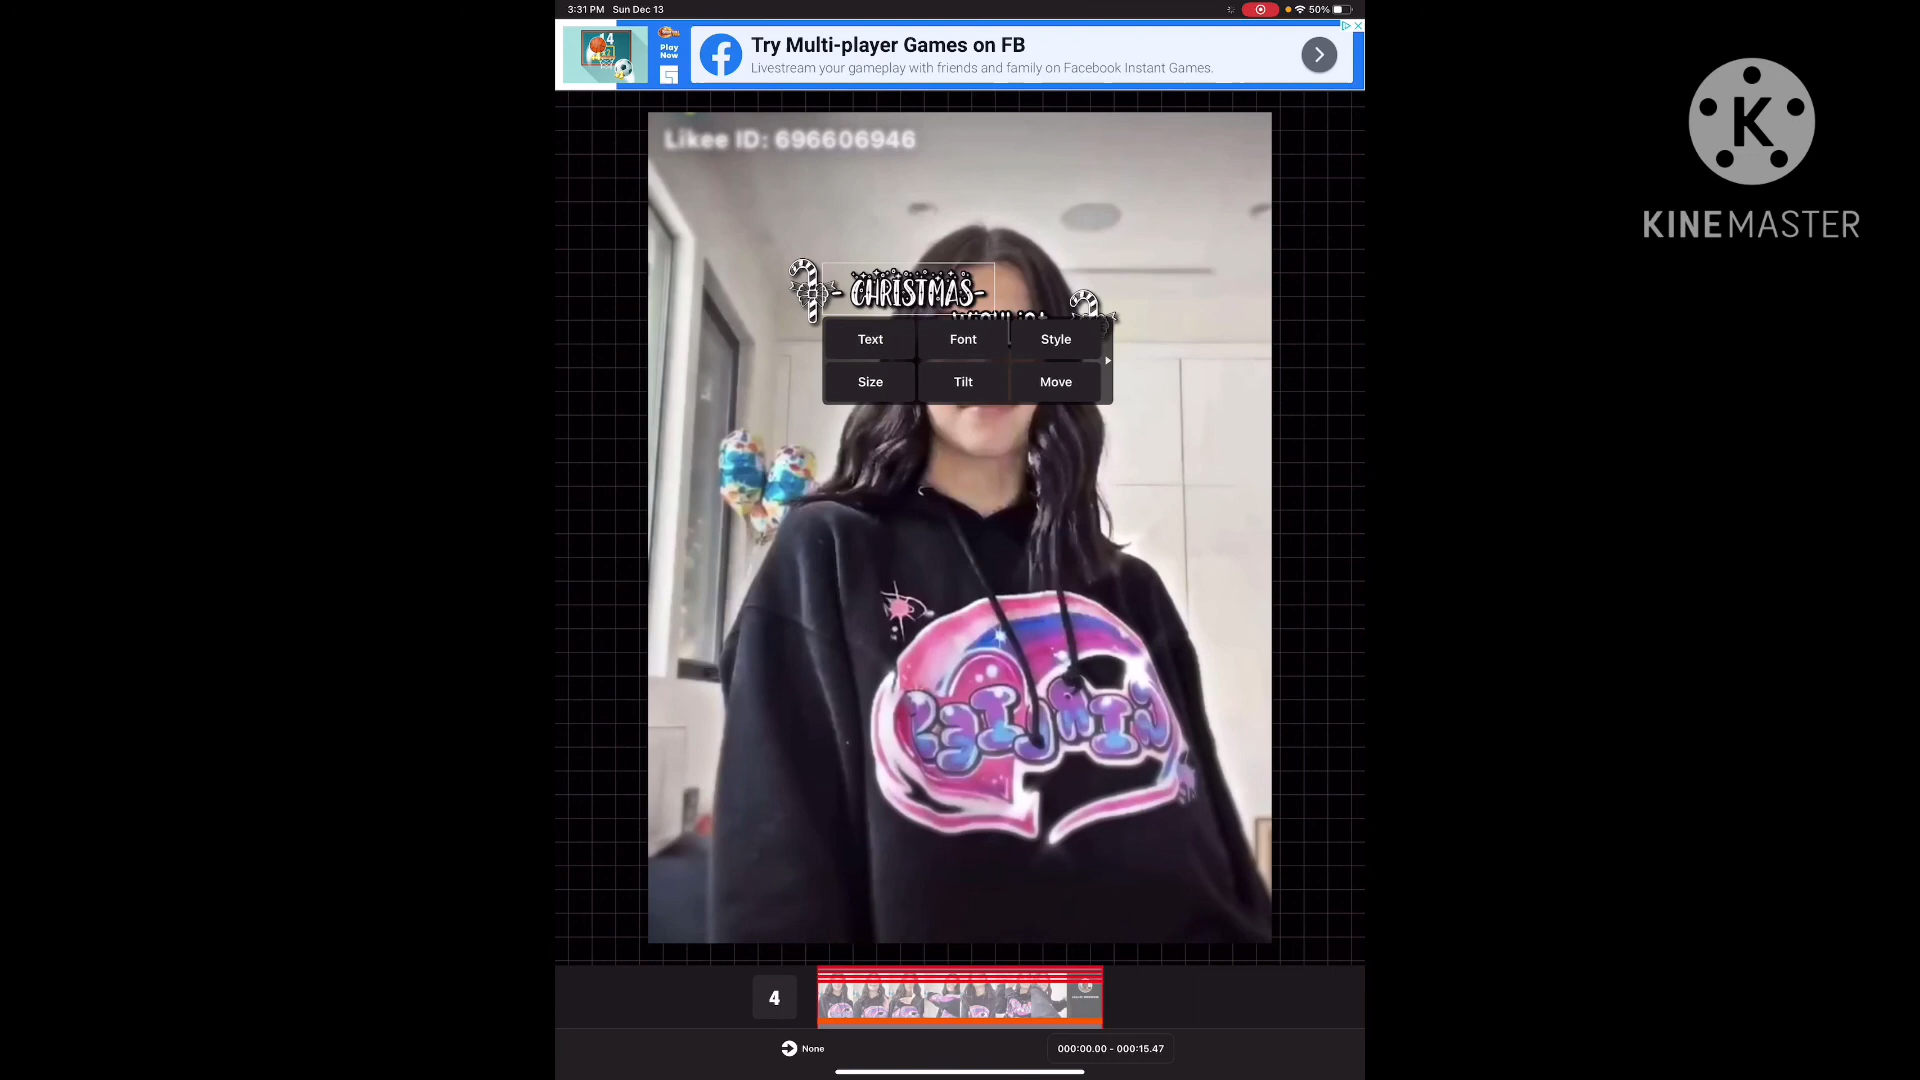 3:31 PM Sun Dec 13
50%
14
Play
Now
Try Multi-player Games on FB
Livestream your gameplay with friends and family on Facebook Instant Games.
K
KINEMASTER
Likee ID: 696606946
- CHRISTMAS-
Text Font Style
Size Tilt Move
4
None
000:00.00 - 000:15.47